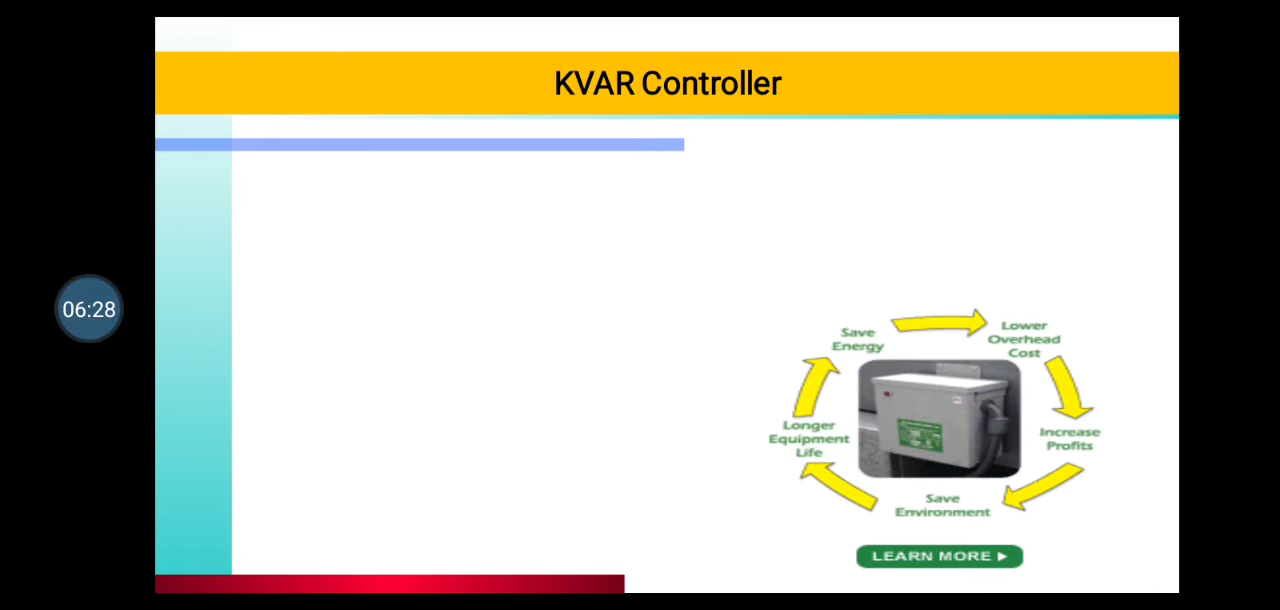 KVAR Controller
06:28
Save
Energy
Lower
Overhead
Cost
Increase
Profits
Save
Environment
Longer
Equipment
Life
LEARN MORE ►